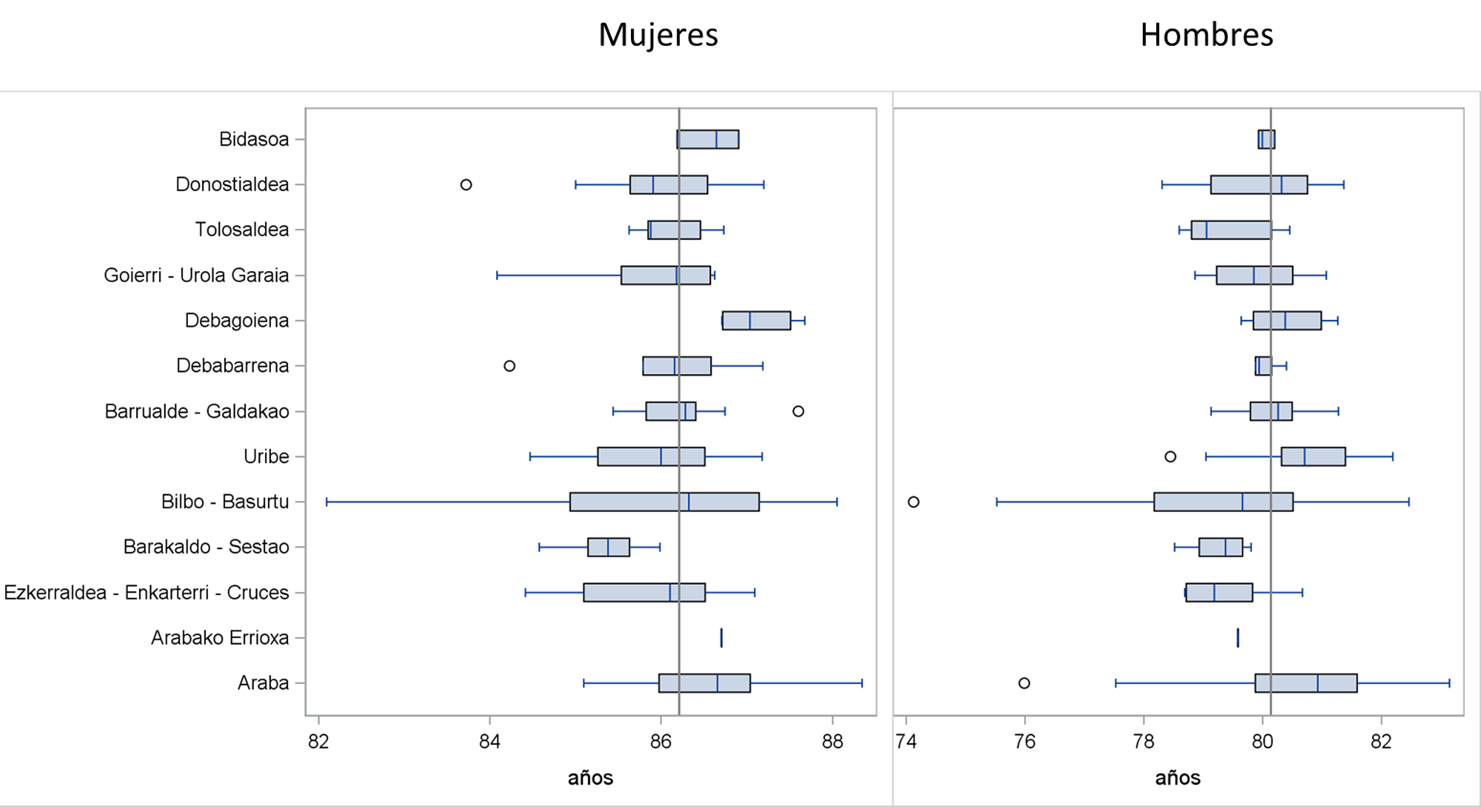 Mujeres Hombres
Bidasoa
Donostialdea
Tolosaldea
Goierri - Urola Garaia
Debagoiena
Debabarrena
Barrualde - Galdakao
Uribe
Bilbo - Basurtu
Barakaldo - Sestao
Ezkerraldea - Enkarterri - Cruces
Arabako Errioxa
Araba
82 84 86 88 74 76 78 80 82
años años